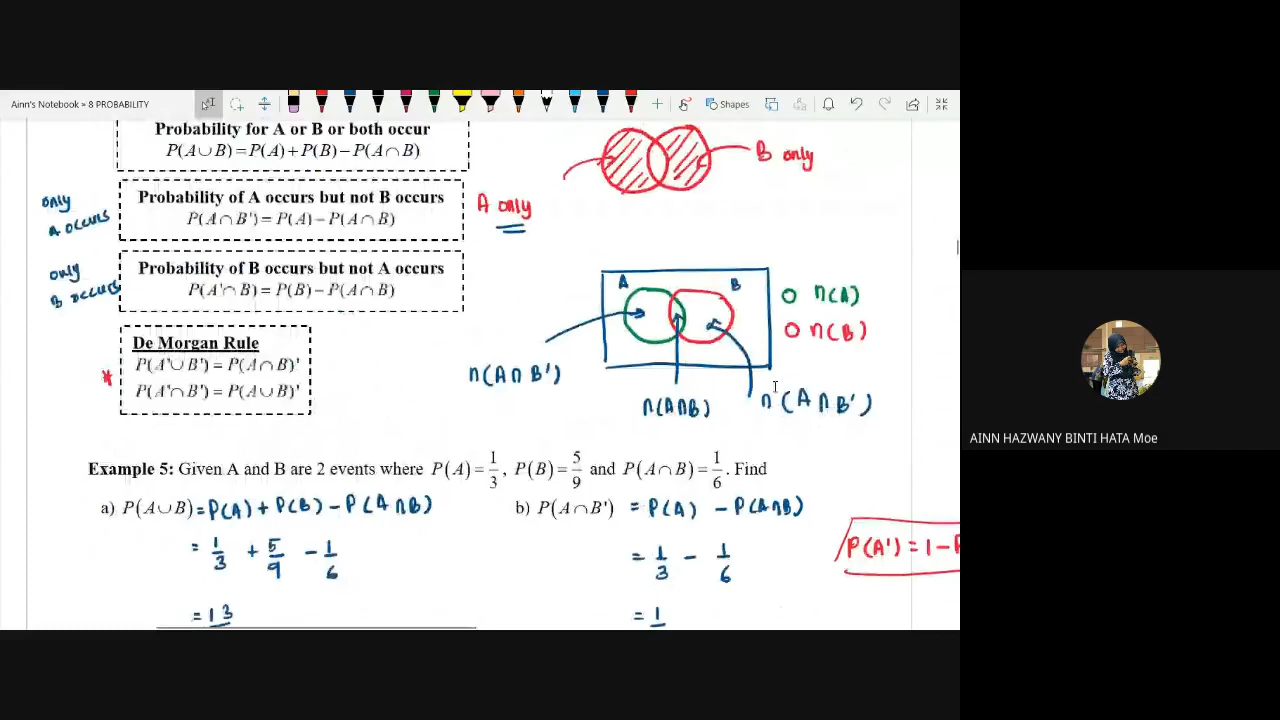 Ainn's Notebook > 8 PROBABILITY
Shapes
Probability for A or B or both occur
P(A∪B) = P(A)+P(B)−P(A∩B)
B only
only
A occurs
Probability of A occurs but not B occurs
P(A∩B') = P(A)−P(A∩B)
A only
only
B occurs
Probability of B occurs but not A occurs
P(A'∩B) = P(B)−P(A∩B)
A
B
n(A)
n(B)
* De Morgan Rule
P(A'∪B') = P(A∩B)'
P(A'∩B') = P(A∪B)'
n(A∩B')
n(A∩B)
n'(A∩B')
AINN HAZWANY BINTI HATA Moe
Example 5: Given A and B are 2 events where P(A) = 1/3, P(B) = 5/9 and P(A∩B) = 1/6. Find
a) P(A∪B) = P(A) + P(B) − P(A∩B)
= 1/3 + 5/9 − 1/6
= 13
b) P(A∩B') = P(A) − P(A∩B)
= 1/3 − 1/6
= 1
P(A') = 1 −